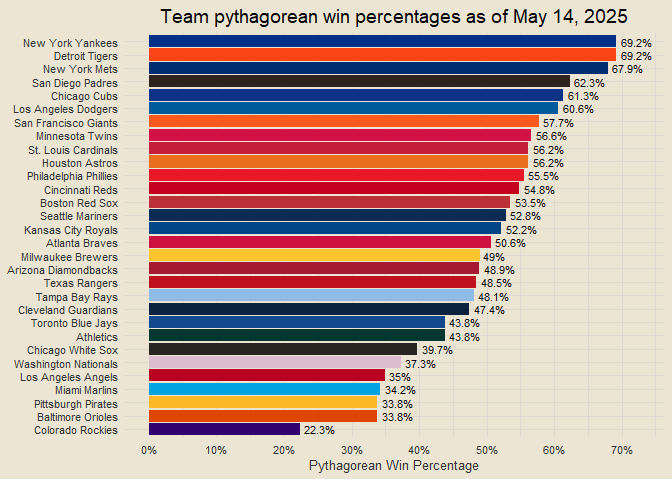 Team pythagorean win percentages as of May 14, 2025
New York Yankees 69.2%
Detroit Tigers 69.2%
New York Mets 67.9%
San Diego Padres 62.3%
Chicago Cubs 61.3%
Los Angeles Dodgers 60.6%
San Francisco Giants 57.7%
Minnesota Twins 56.6%
St. Louis Cardinals 56.2%
Houston Astros 56.2%
Philadelphia Phillies 55.5%
Cincinnati Reds 54.8%
Boston Red Sox 53.5%
Seattle Mariners 52.8%
Kansas City Royals 52.2%
Atlanta Braves 50.6%
Milwaukee Brewers 49%
Arizona Diamondbacks 48.9%
Texas Rangers 48.5%
Tampa Bay Rays 48.1%
Cleveland Guardians 47.4%
Toronto Blue Jays 43.8%
Athletics 43.8%
Chicago White Sox 39.7%
Washington Nationals 37.3%
Los Angeles Angels 35%
Miami Marlins 34.2%
Pittsburgh Pirates 33.8%
Baltimore Orioles 33.8%
Colorado Rockies 22.3%
0% 10% 20% 30% 40% 50% 60% 70%
Pythagorean Win Percentage